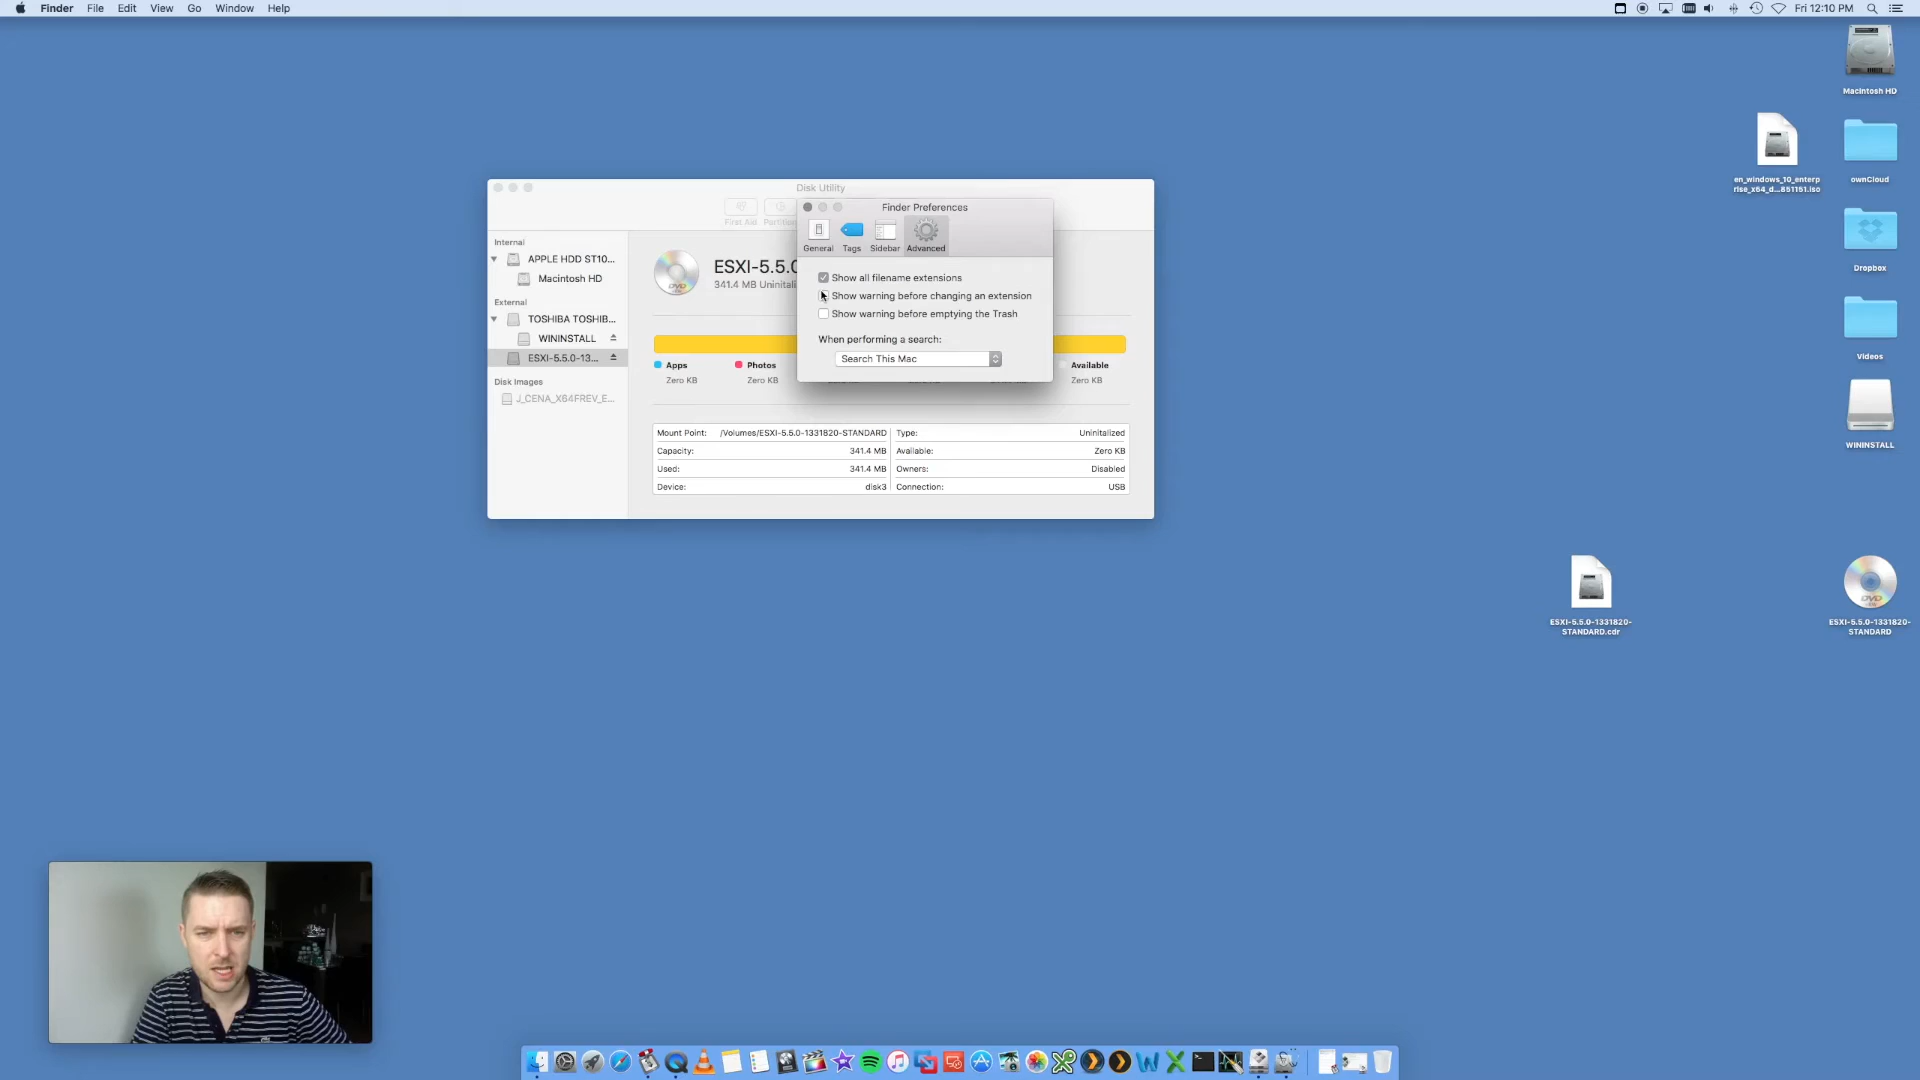 Finder File Edit View Go Window Help
Fri 12:10 PM
Macintosh HD
en_windows_10_enterp
rise_x64_d...851151.iso
ownCloud
Dropbox
Videos
WININSTALL
ESXI-5.5.0-1331820-
STANDARD.cdr
ESXI-5.5.0-1331820-
STANDARD
Disk Utility
First Aid
Internal
APPLE HDD ST10...
Macintosh HD
External
TOSHIBA TOSHIB...
WININSTALL
ESXI-5.5.0-13...
Disk Images
J_CENA_X64FREV_E...
ESXI-5.5.0
341.4 MB
Apps
Zero KB
Photos
Zero KB
Available
Zero KB
Mount Point: /Volumes/ESXI-5.5.0-1331820-STANDARD
Capacity: 341.4 MB
Used: 341.4 MB
Device: disk3
Type: Uninitalized
Available: Zero KB
Owners: Disabled
Connection: USB
Finder Preferences
General Tags Sidebar Advanced
Show all filename extensions
Show warning before changing an extension
Show warning before emptying the Trash
When performing a search:
Search This Mac